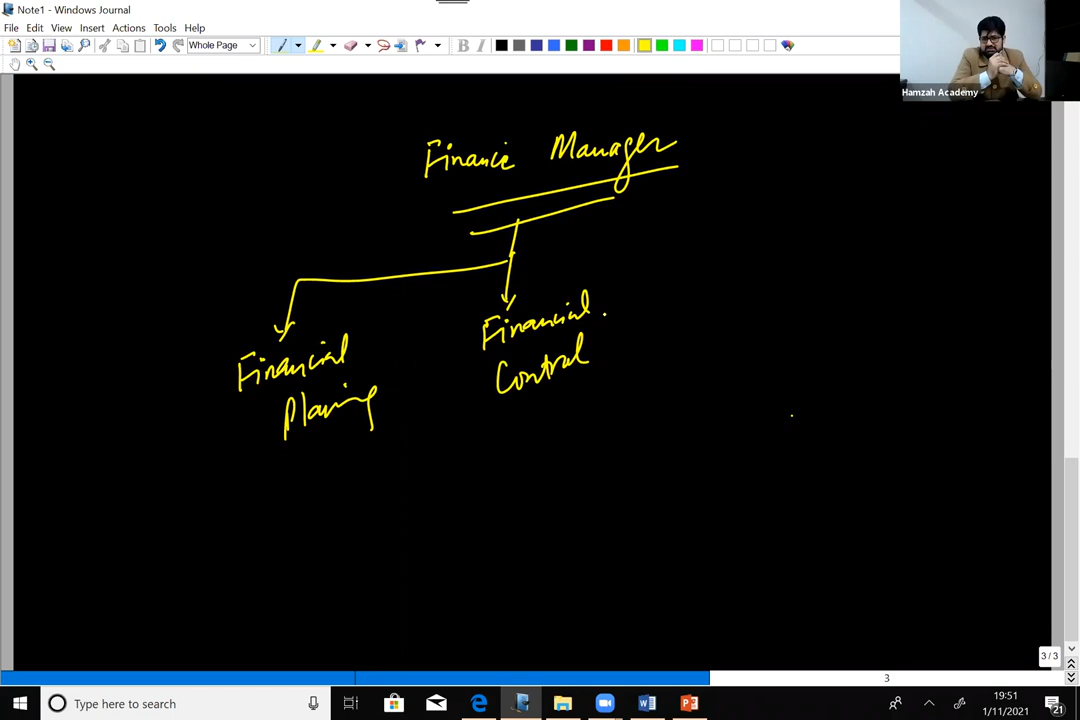 Note1 - Windows Journal
File Edit View Insert Actions Tools Help
Whole Page
B I
Hamzah Academy
Finance Manager
Financial
Planing
Financial
Control
3 / 3
3
Type here to search
19:51
1/11/2021
21